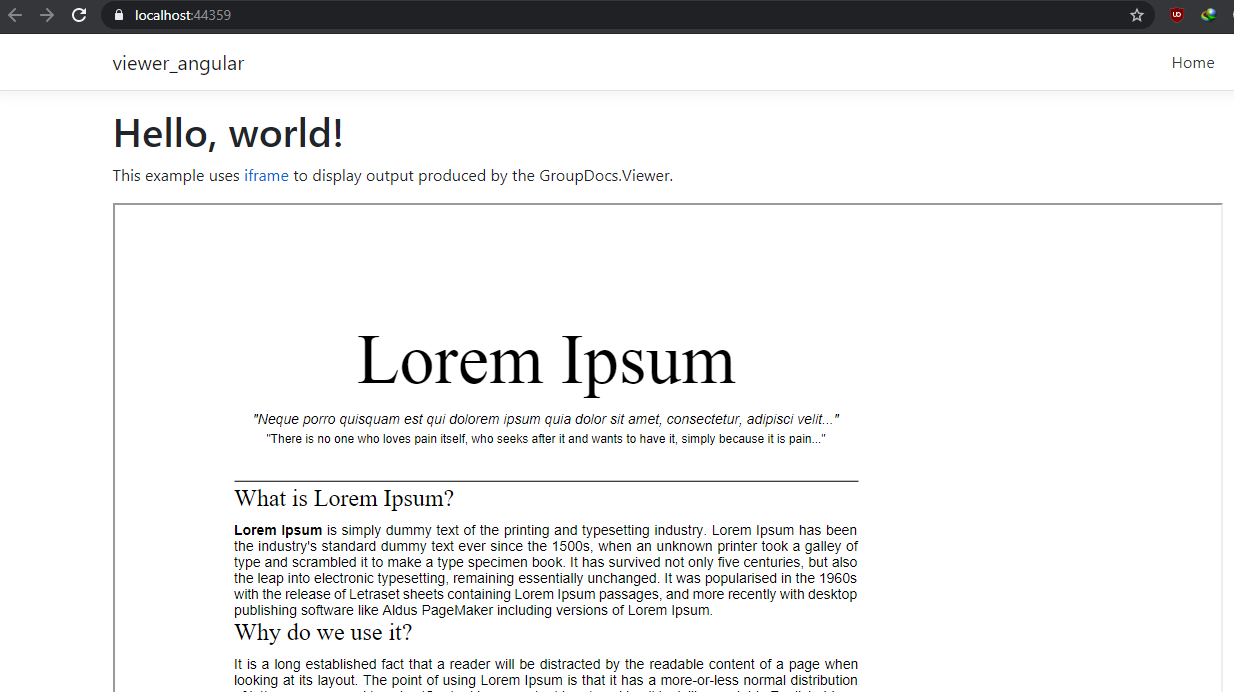 localhost:44359
viewer_angular
Home
Hello, world!
This example uses iframe to display output produced by the GroupDocs.Viewer.
Lorem Ipsum
"Neque porro quisquam est qui dolorem ipsum quia dolor sit amet, consectetur, adipisci velit..."
"There is no one who loves pain itself, who seeks after it and wants to have it, simply because it is pain..."
What is Lorem Ipsum?
Lorem Ipsum is simply dummy text of the printing and typesetting industry. Lorem Ipsum has been
the industry's standard dummy text ever since the 1500s, when an unknown printer took a galley of
type and scrambled it to make a type specimen book. It has survived not only five centuries, but also
the leap into electronic typesetting, remaining essentially unchanged. It was popularised in the 1960s
with the release of Letraset sheets containing Lorem Ipsum passages, and more recently with desktop
publishing software like Aldus PageMaker including versions of Lorem Ipsum.
Why do we use it?
It is a long established fact that a reader will be distracted by the readable content of a page when
looking at its layout. The point of using Lorem Ipsum is that it has a more-or-less normal distribution